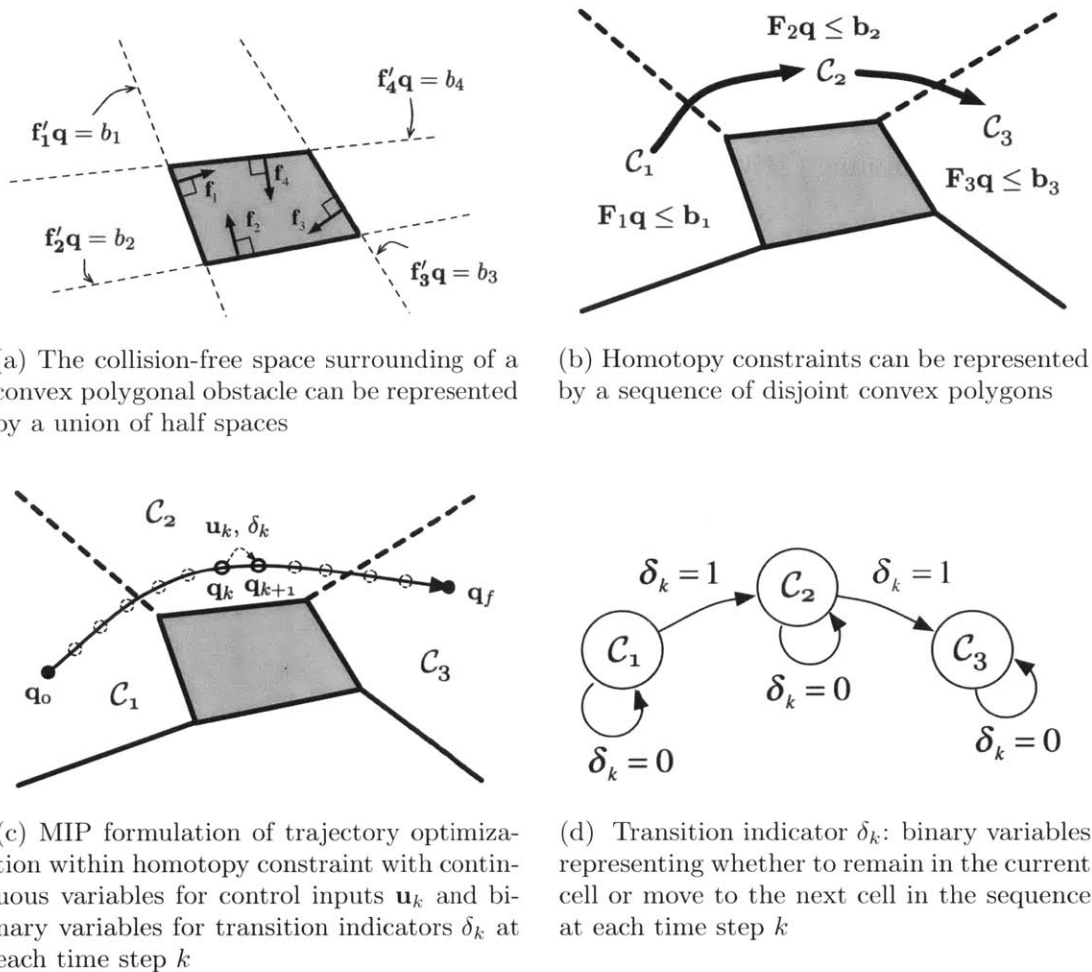 f′₁q = b₁
f′₄q = b₄
f₁
f₄
f′₂q = b₂
f₂
f₃
f′₃q = b₃
F₂q ≤ b₂
C₂
C₁
C₃
F₁q ≤ b₁
F₃q ≤ b₃
(a) The collision-free space surrounding of a
convex polygonal obstacle can be represented
by a union of half spaces
(b) Homotopy constraints can be represented
by a sequence of disjoint convex polygons
C₂
uₖ, δₖ
qₖ qₖ₊₁
q_f
q₀
C₁
C₃
δₖ = 1
C₂
δₖ = 1
C₁
C₃
δₖ = 0
δₖ = 0
δₖ = 0
(c) MIP formulation of trajectory optimiza-
tion within homotopy constraint with contin-
uous variables for control inputs uₖ and bi-
nary variables for transition indicators δₖ at
each time step k
(d) Transition indicator δₖ: binary variables
representing whether to remain in the current
cell or move to the next cell in the sequence
at each time step k